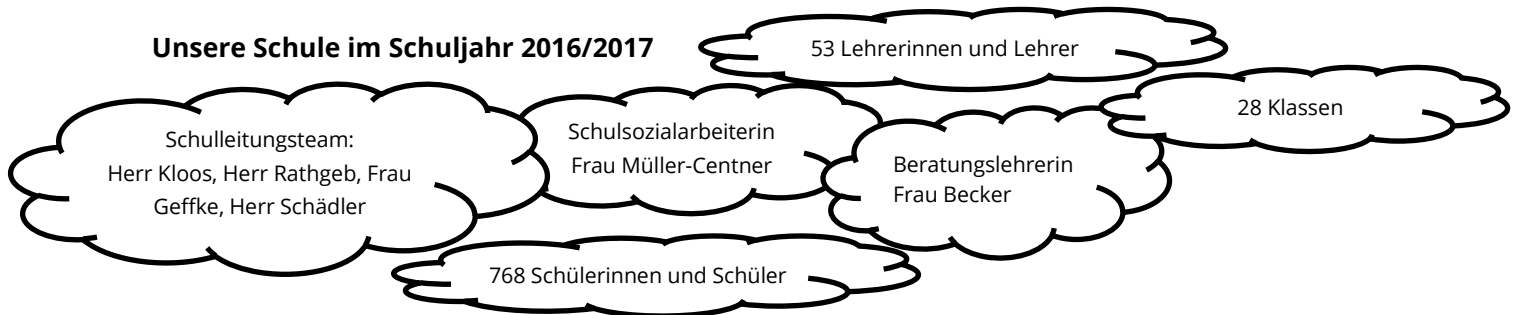 Unsere Schule im Schuljahr 2016/2017
53 Lehrerinnen und Lehrer
28 Klassen
Schulleitungsteam:
Herr Kloos, Herr Rathgeb, Frau
Geffke, Herr Schädler
Schulsozialarbeiterin
Frau Müller-Centner
Beratungslehrerin
Frau Becker
768 Schülerinnen und Schüler